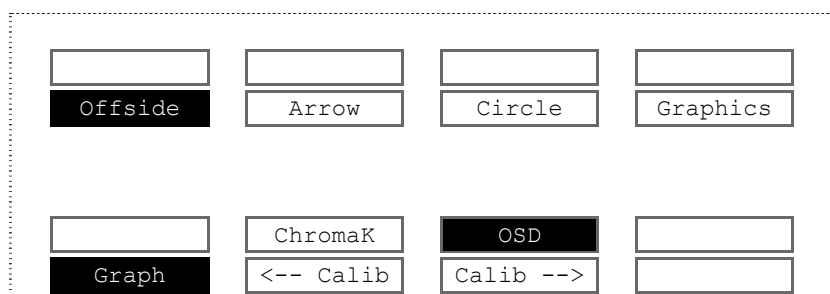 Offside Arrow Circle Graphics
ChromaK OSD
Graph <-- Calib Calib -->